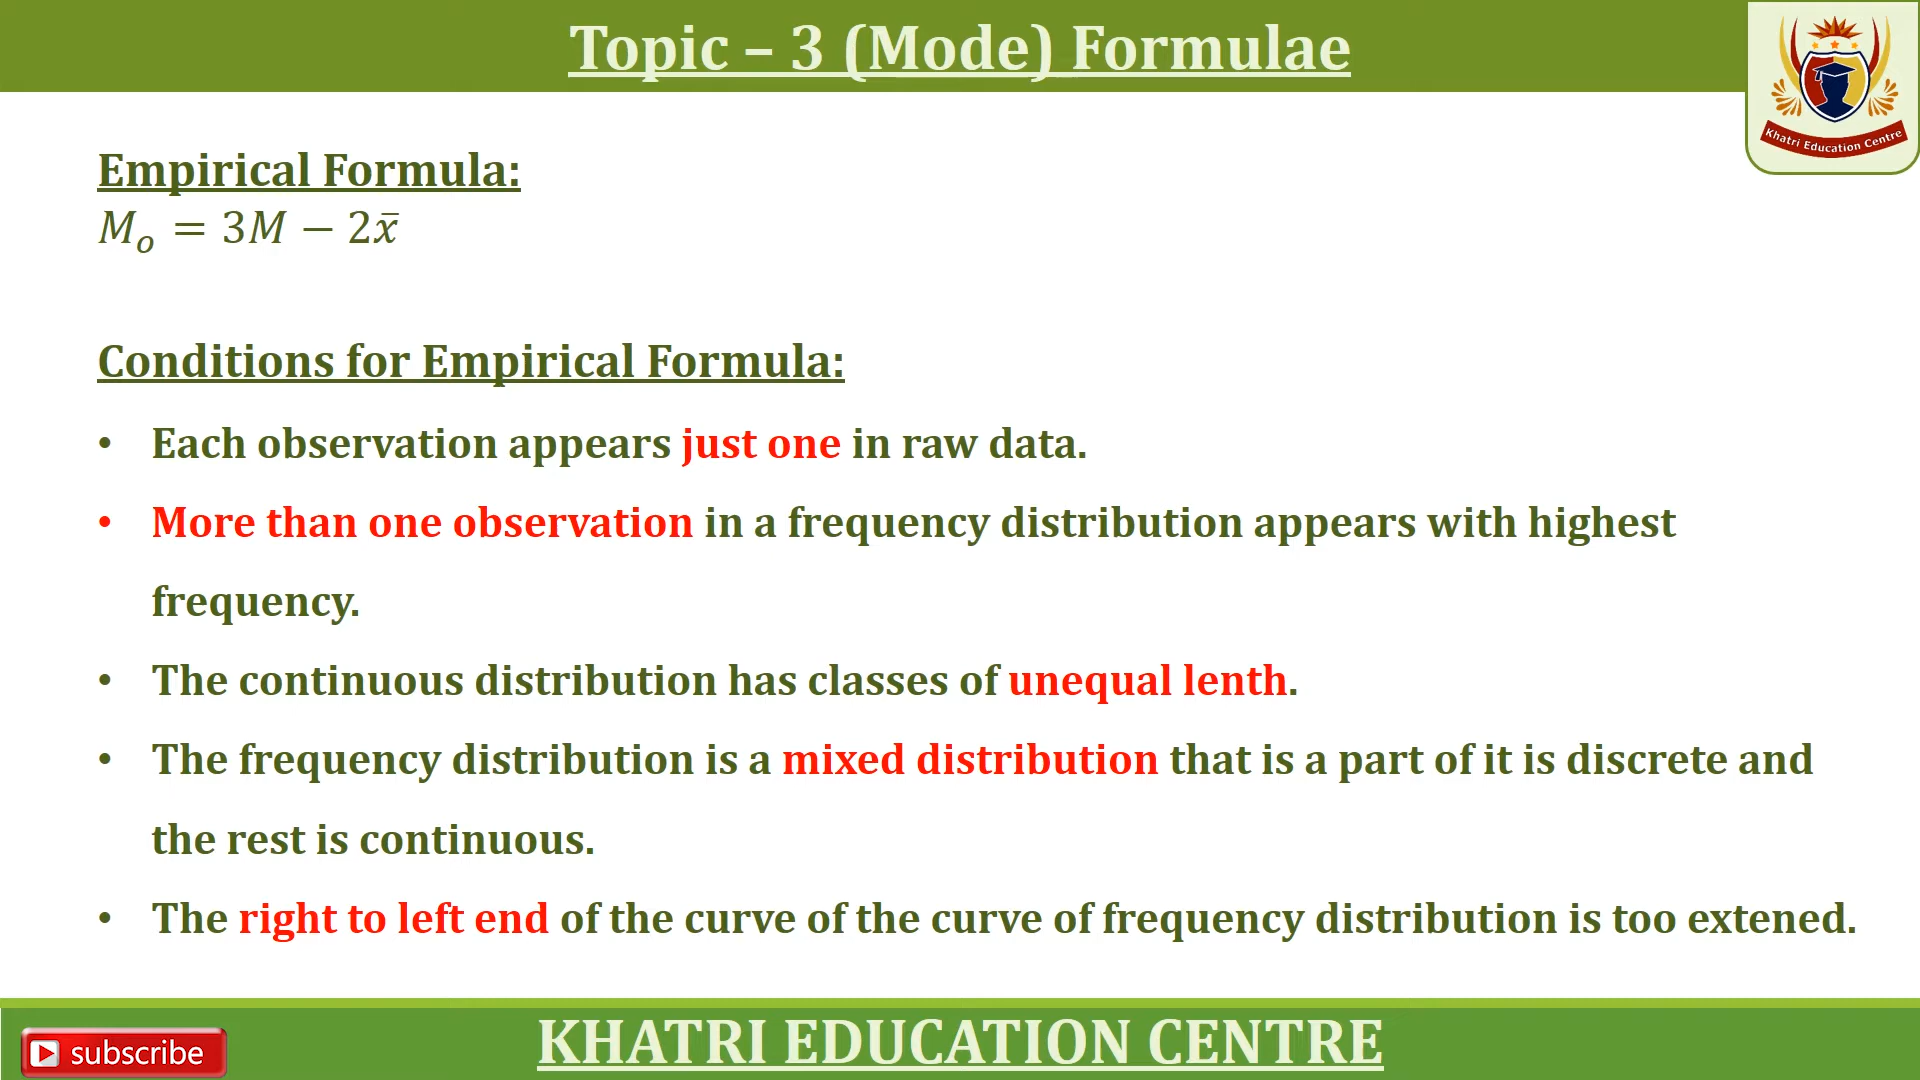 Topic – 3 (Mode) Formulae
Khatri Education Centre
Empirical Formula:
Mₒ = 3M − 2x̄
Conditions for Empirical Formula:
• Each observation appears just one in raw data.
• More than one observation in a frequency distribution appears with highest
frequency.
• The continuous distribution has classes of unequal lenth.
• The frequency distribution is a mixed distribution that is a part of it is discrete and
the rest is continuous.
• The right to left end of the curve of the curve of frequency distribution is too extened.
subscribe
KHATRI EDUCATION CENTRE